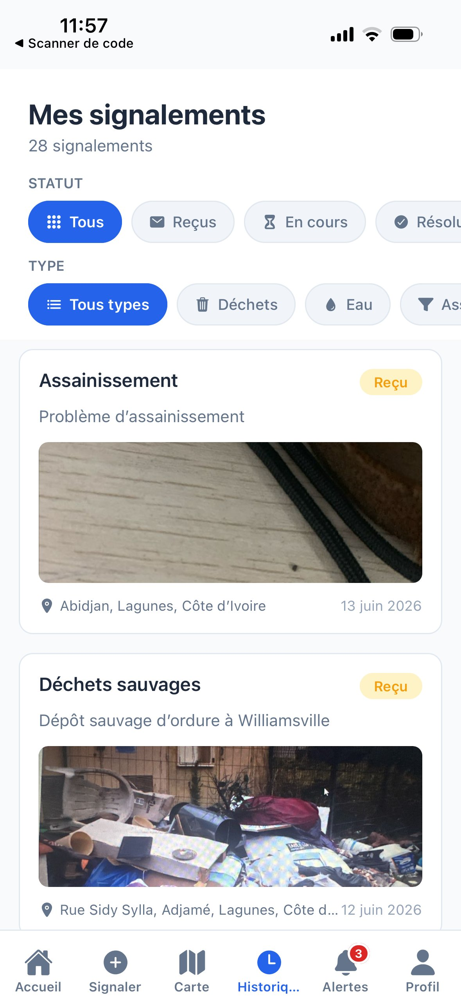 11:57
◀ Scanner de code
Mes signalements
28 signalements
STATUT
Tous
Reçus
En cours
Résolu
TYPE
Tous types
Déchets
Eau
Ass
Assainissement
Reçu
Problème d’assainissement
Abidjan, Lagunes, Côte d’Ivoire
13 juin 2026
Déchets sauvages
Reçu
Dépôt sauvage d’ordure à Williamsville
Rue Sidy Sylla, Adjamé, Lagunes, Côte d...
12 juin 2026
3
Accueil
Signaler
Carte
Historiq...
Alertes
Profil